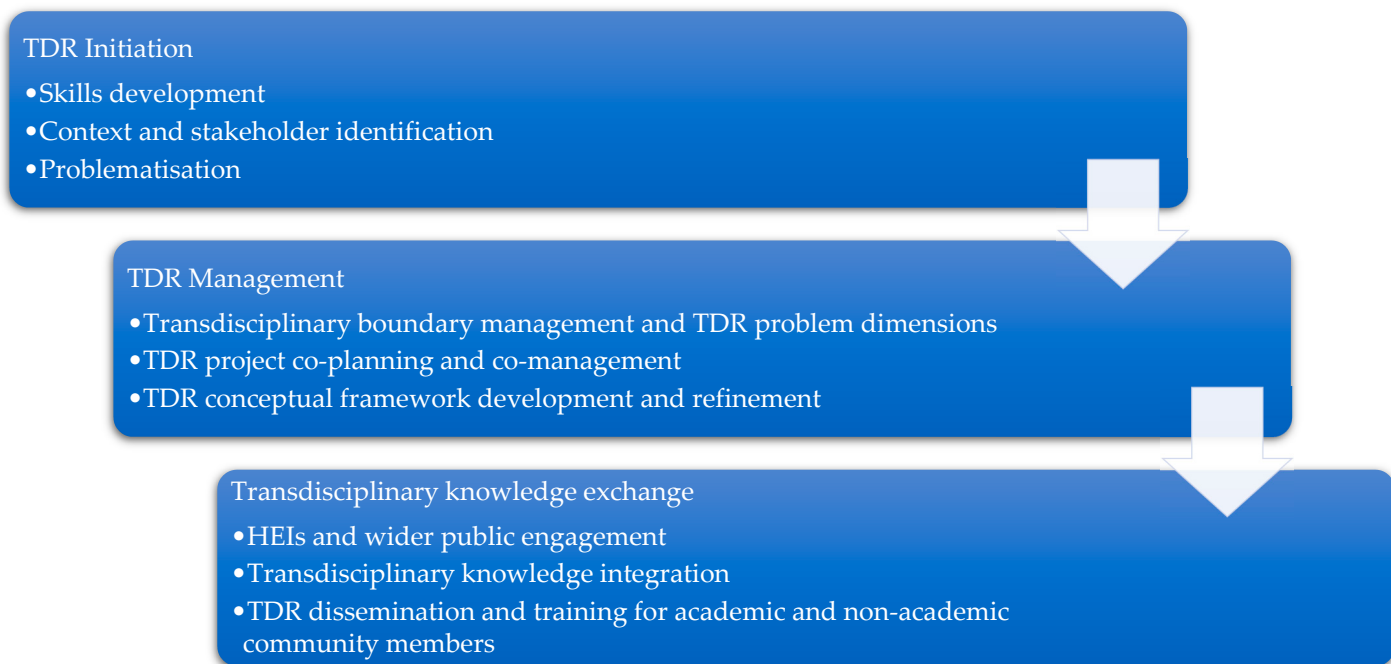 TDR Initiation
•Skills development
•Context and stakeholder identification
•Problematisation
TDR Management
•Transdisciplinary boundary management and TDR problem dimensions
•TDR project co-planning and co-management
•TDR conceptual framework development and refinement
Transdisciplinary knowledge exchange
•HEIs and wider public engagement
•Transdisciplinary knowledge integration
•TDR dissemination and training for academic and non-academic
community members